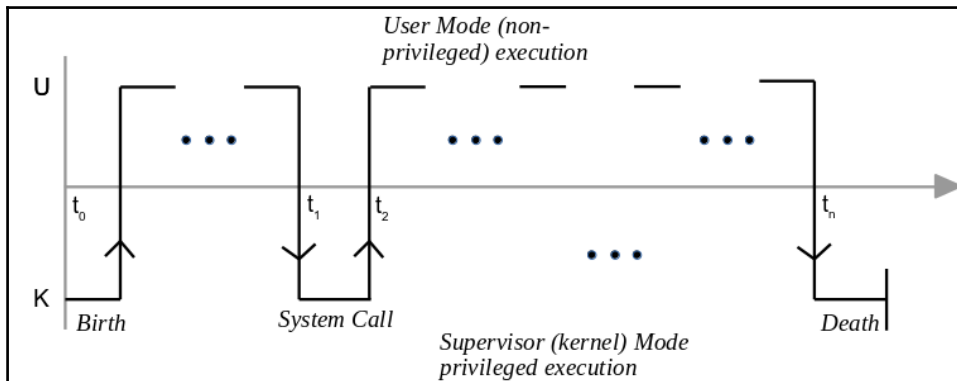 User Mode (non-
privileged) execution
U
t0
t1
t2
tn
K
Birth
System Call
Death
Supervisor (kernel) Mode
privileged execution